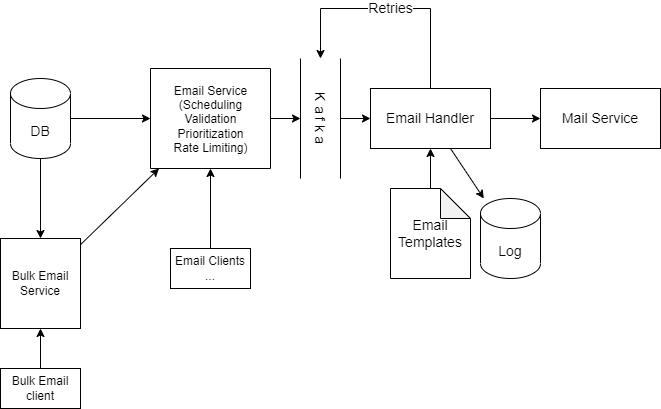 Retries
Email Service
(Scheduling
Validation
Prioritization
Rate Limiting)
Kafka
Email Handler
Mail Service
DB
Email
Templates
Log
Email Clients
...
Bulk Email
Service
Bulk Email
client